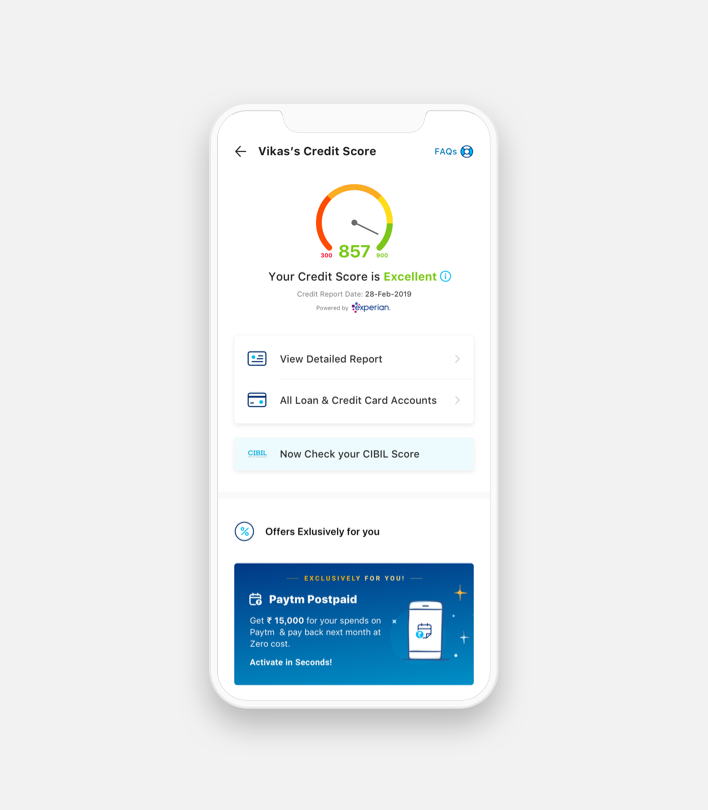 Vikas's Credit Score
FAQs
300
857
900
Your Credit Score is Excellent
Credit Report Date: 28-Feb-2019
Powered by experian.
View Detailed Report
All Loan & Credit Card Accounts
CIBIL
Now Check your CIBIL Score
Offers Exlusively for you
EXCLUSIVELY FOR YOU!
Paytm Postpaid
Get ₹ 15,000 for your spends on
Paytm & pay back next month at
Zero cost.
Activate in Seconds!